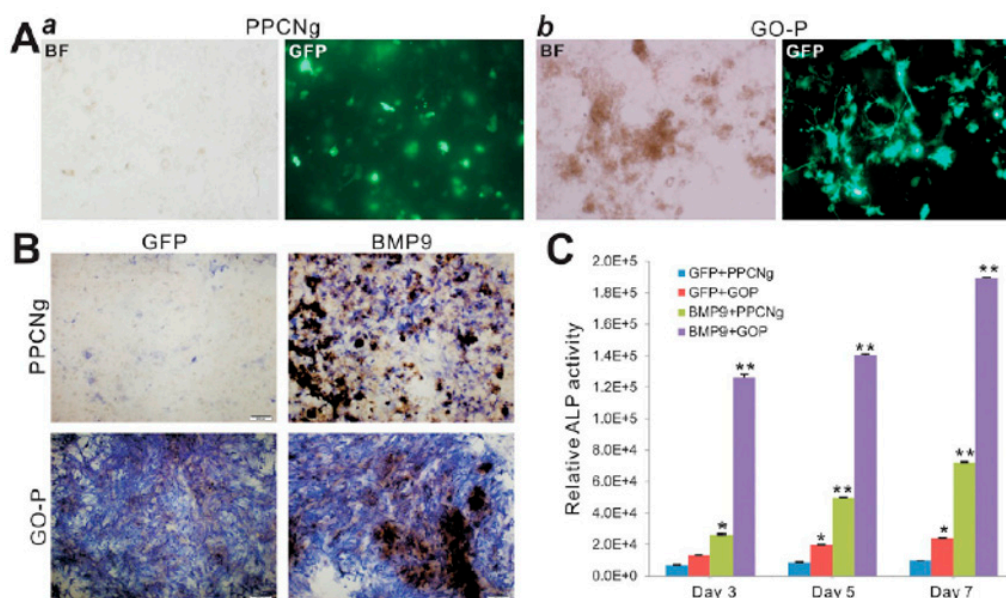 A
a
PPCNg
b
GO-P
BF
GFP
BF
GFP
B
GFP
BMP9
PPCNg
GO-P
C
GFP+PPCNg
GFP+GOP
BMP9+PPCNg
BMP9+GOP
Relative ALP activity
2.0E+5
1.8E+5
1.6E+5
1.4E+5
1.2E+5
1.0E+5
8.0E+4
6.0E+4
4.0E+4
2.0E+4
0.0E+0
*
**
*
**
**
*
**
**
Day 3
Day 5
Day 7